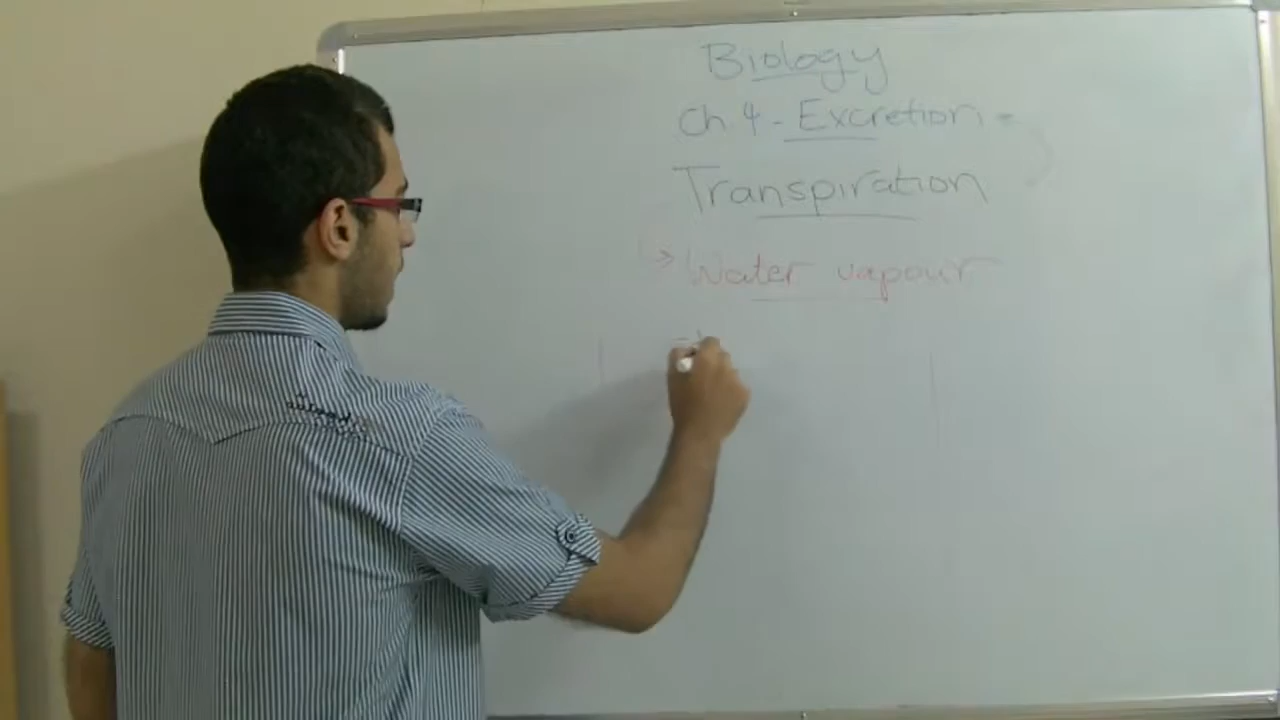 Biology
Ch 4 - Excretion
Transpiration
Water vapour